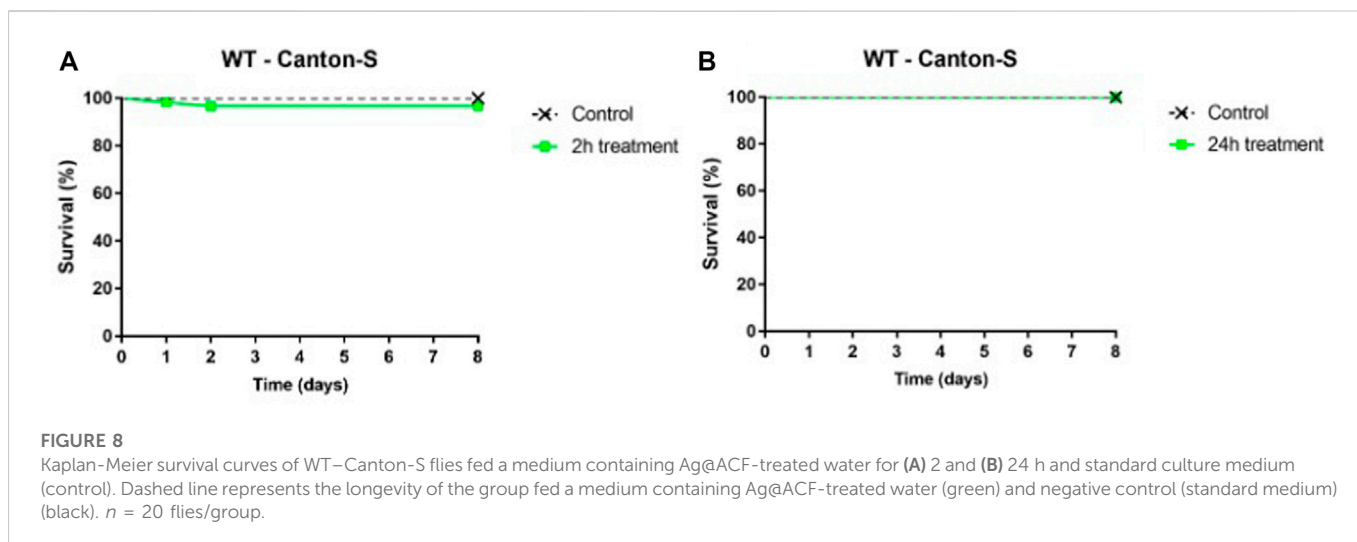 A
WT - Canton-S
Survival (%)
100
80
60
40
20
0
0 1 2 3 4 5 6 7 8
Time (days)
-X- Control
2h treatment
B
WT - Canton-S
Survival (%)
100
80
60
40
20
0
0 1 2 3 4 5 6 7 8
Time (days)
-X- Control
24h treatment
FIGURE 8
Kaplan-Meier survival curves of WT–Canton-S flies fed a medium containing Ag@ACF-treated water for (A) 2 and (B) 24 h and standard culture medium
(control). Dashed line represents the longevity of the group fed a medium containing Ag@ACF-treated water (green) and negative control (standard medium)
(black). n = 20 flies/group.